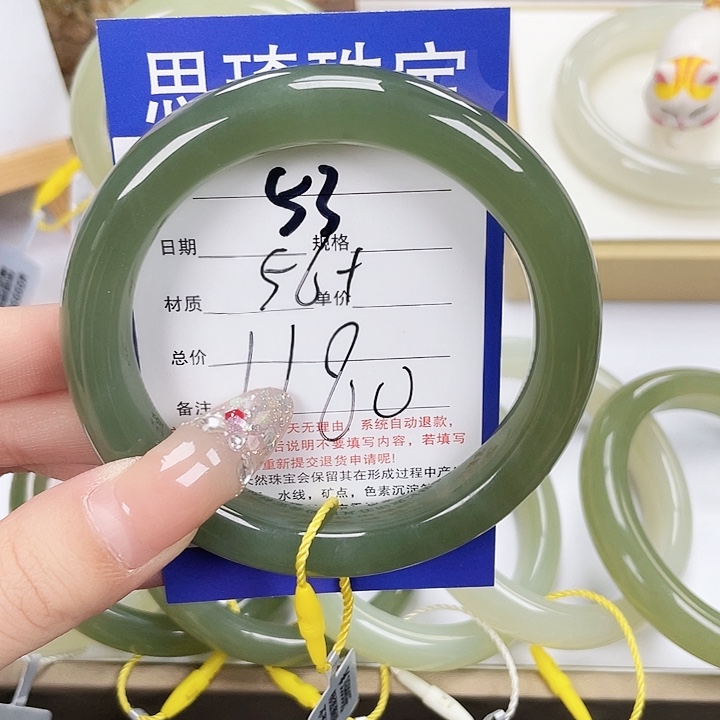 思琦珠宝
53
日期 规格
56+
材质 单价
总价 1180
备注
天无理由，系统自动退款，
后说明不要填写内容，若填写
重新提交退货申请呢！
然珠宝会保留其在形成过程中产
水线，矿点，色素沉淀